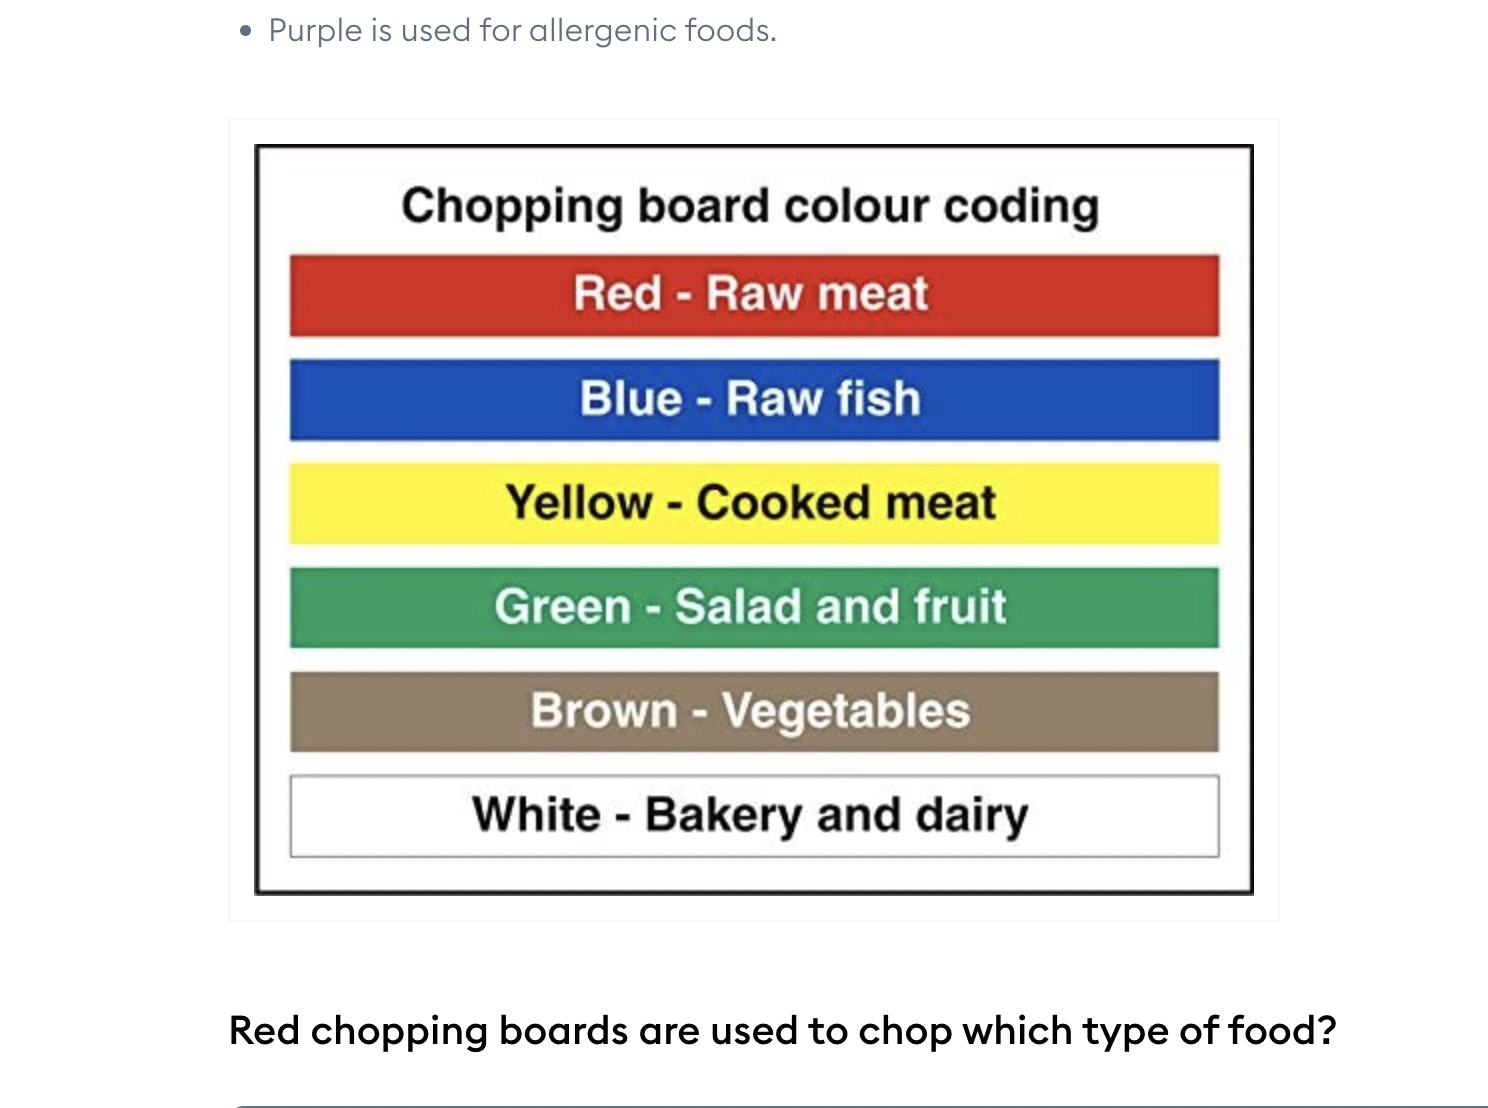 Purple is used for allergenic foods.
Chopping board colour coding
Red - Raw meat
Blue - Raw fish
Yellow - Cooked meat
Green - Salad and fruit
Brown - Vegetables
White - Bakery and dairy
Red chopping boards are used to chop which type of food?